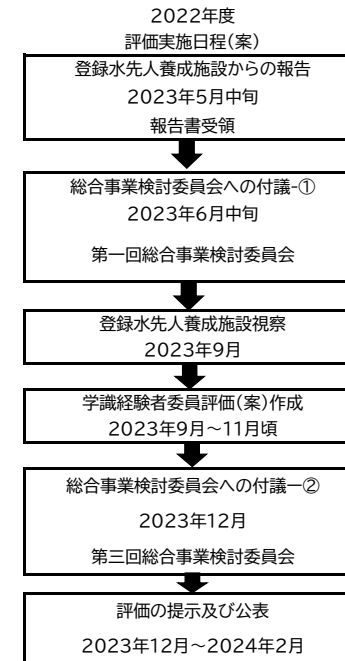 2022年度
評価実施日程(案)
登録水先人養成施設からの報告
2023年5月中旬
報告書受領
総合事業検討委員会への付議-①
2023年6月中旬
第一回総合事業検討委員会
登録水先人養成施設視察
2023年9月
学識経験者委員評価(案)作成
2023年9月～11月頃
総合事業検討委員会への付議ー②
2023年12月
第三回総合事業検討委員会
評価の提示及び公表
2023年12月～2024年2月